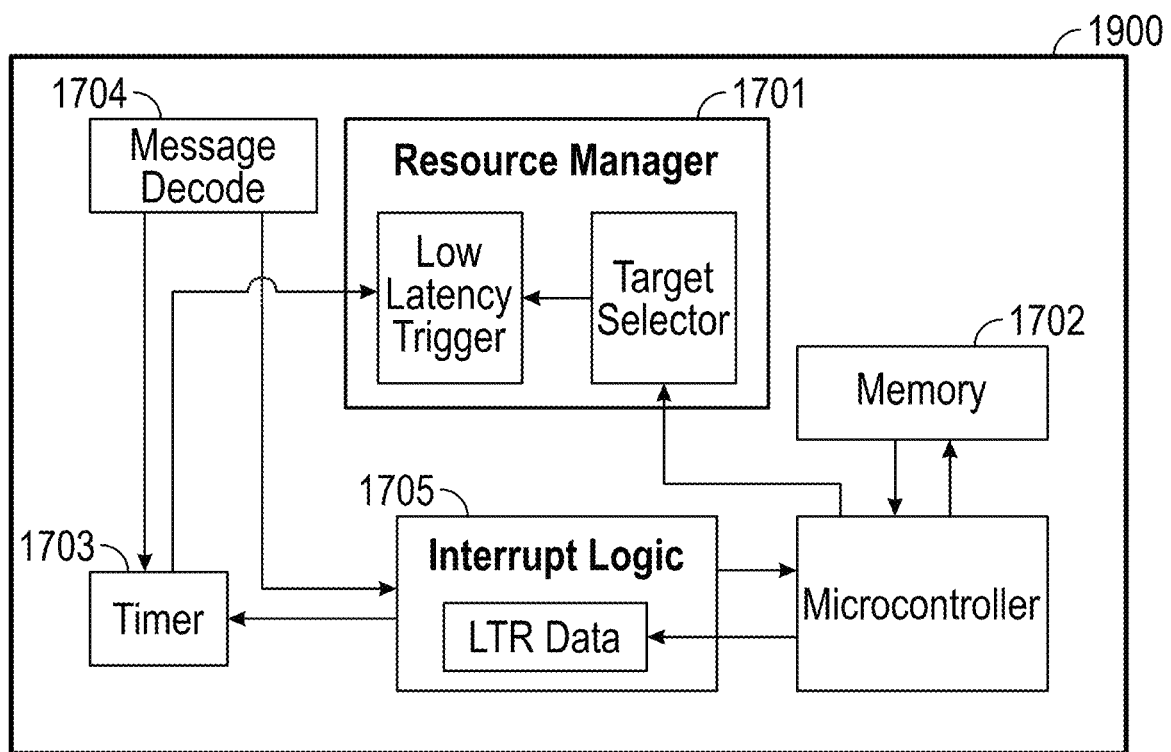 1900
1704
Message
Decode
1701
Resource Manager
Low
Latency
Trigger
Target
Selector
1702
Memory
1705
Interrupt Logic
LTR Data
1703
Timer
Microcontroller